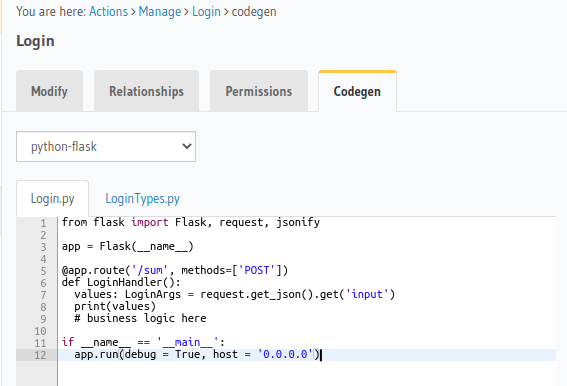 You are here: Actions > Manage > Login > codegen
Login
Modify
Relationships
Permissions
Codegen
python-flask
Login.py
LoginTypes.py
1 from flask import Flask, request, jsonify
2
3 app = Flask(__name__)
4
5 @app.route('/sum', methods=['POST'])
6 def LoginHandler():
7   values: LoginArgs = request.get_json().get('input')
8   print(values)
9   # business logic here
10
11 if __name__ == '__main__':
12   app.run(debug = True, host = '0.0.0.0')